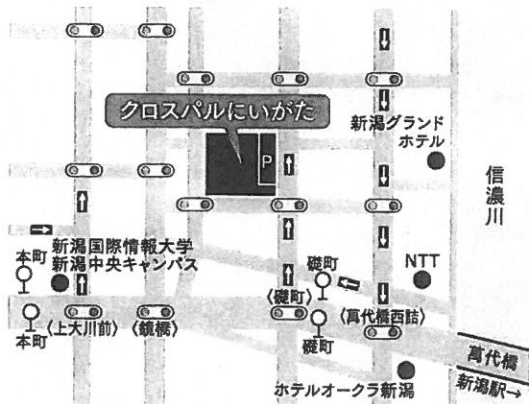 クロスパルにいがた
P
新潟グランド
ホテル
信濃川
新潟国際情報大学
新潟中央キャンパス
本町
礎町
NTT
〈礎町〉
本町
〈上大川前〉
〈鏡橋〉
礎町
〈萬代橋西詰〉
萬代橋
新潟駅→
ホテルオークラ新潟